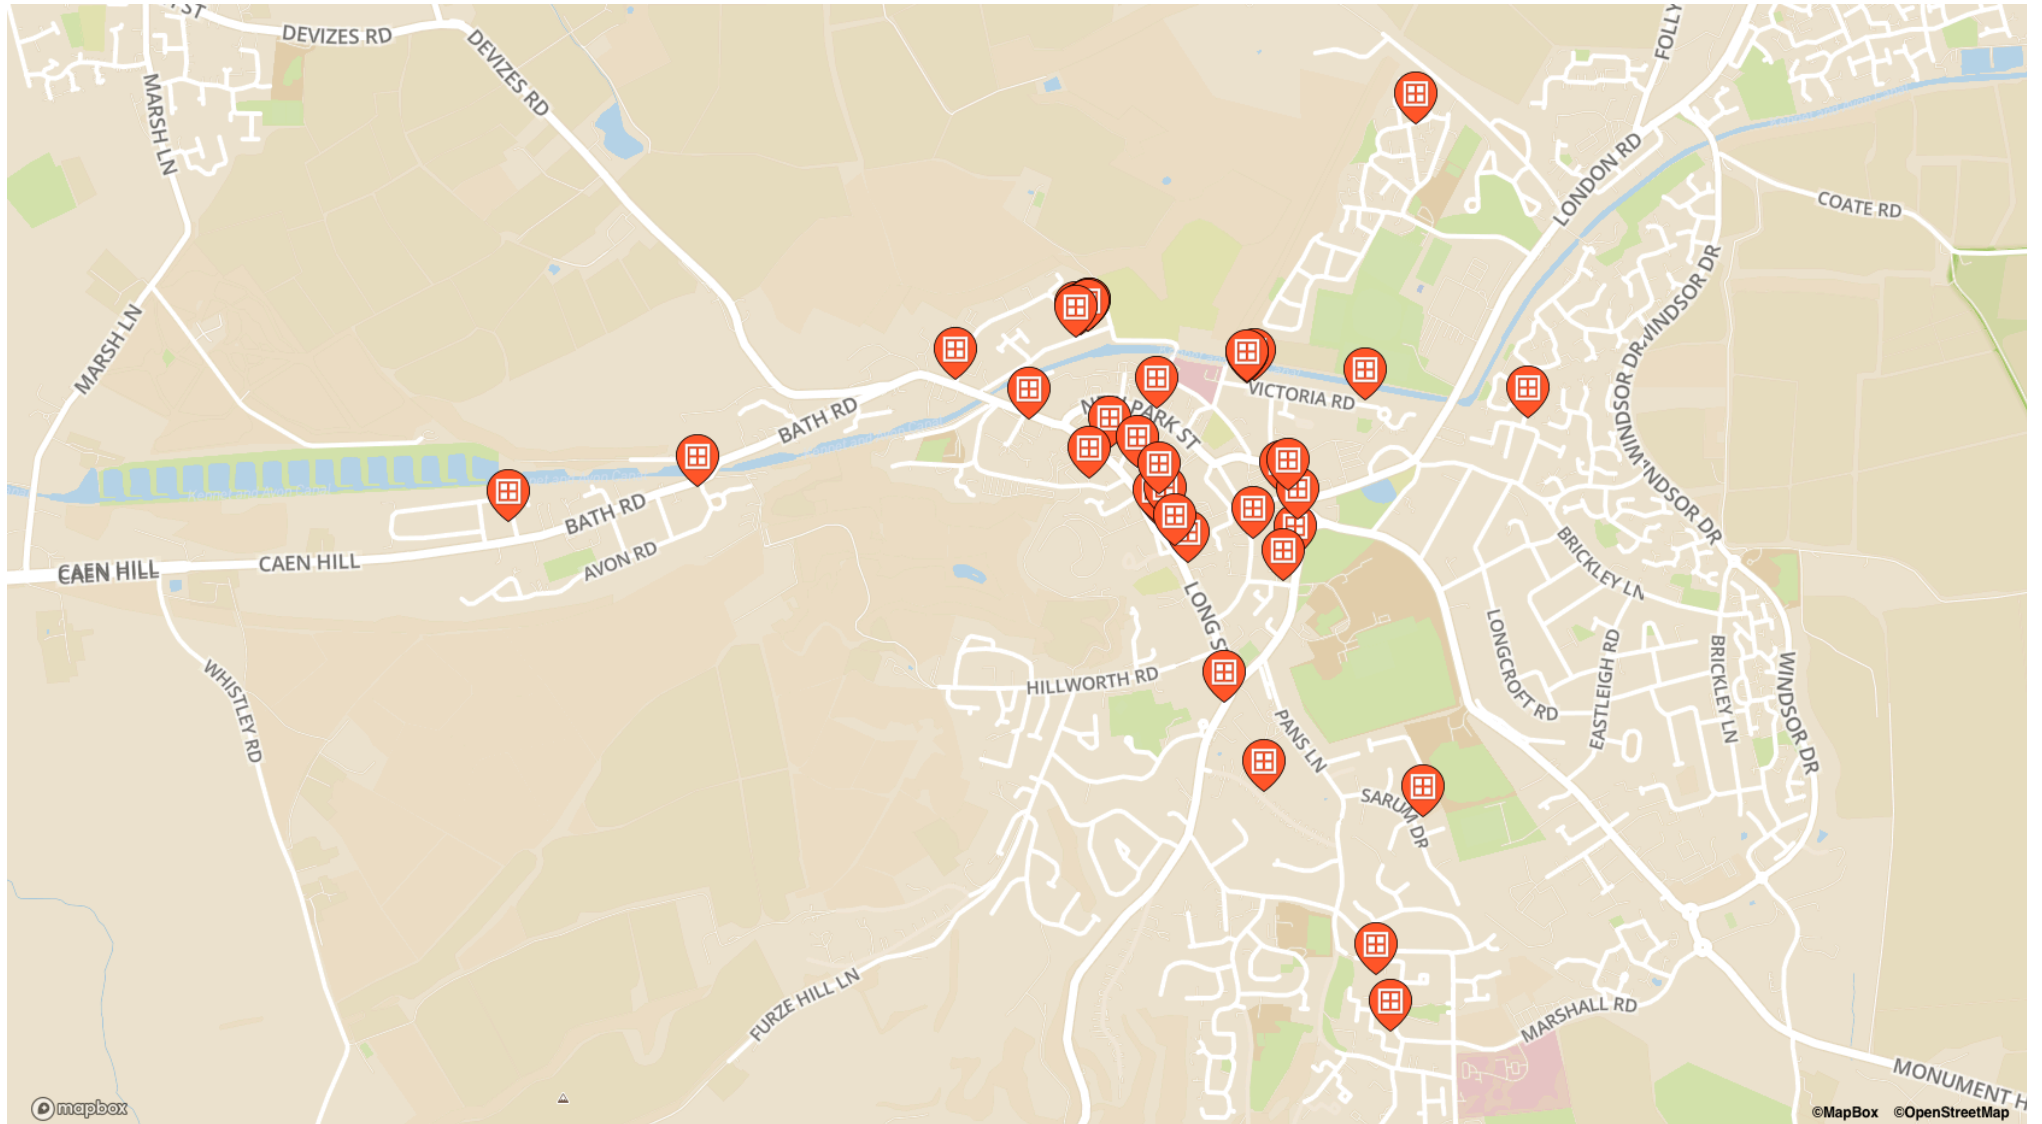 DEVIZES RD
DEVIZES RD
FOLLY
MARSH LN
LONDON RD
COATE RD
WINDSOR DR
MARSH LN
WINDSOR DR
VICTORIA RD
BATH RD
PARK ST
WINDSOR DR
BATH RD
CAEN HILL
CAEN HILL
CAEN HILL
AVON RD
BRICKLEY LN
LONG S
LONGCROFT RD
EASTLEIGH RD
BRICKLEY LN
WINDSOR DR
HILLWORTH RD
WHISTLEY RD
PANS LN
SARUM DR
FURZE HILL LN
MARSHALL RD
MONUMENT H
mapbox
©MapBox ©OpenStreetMap